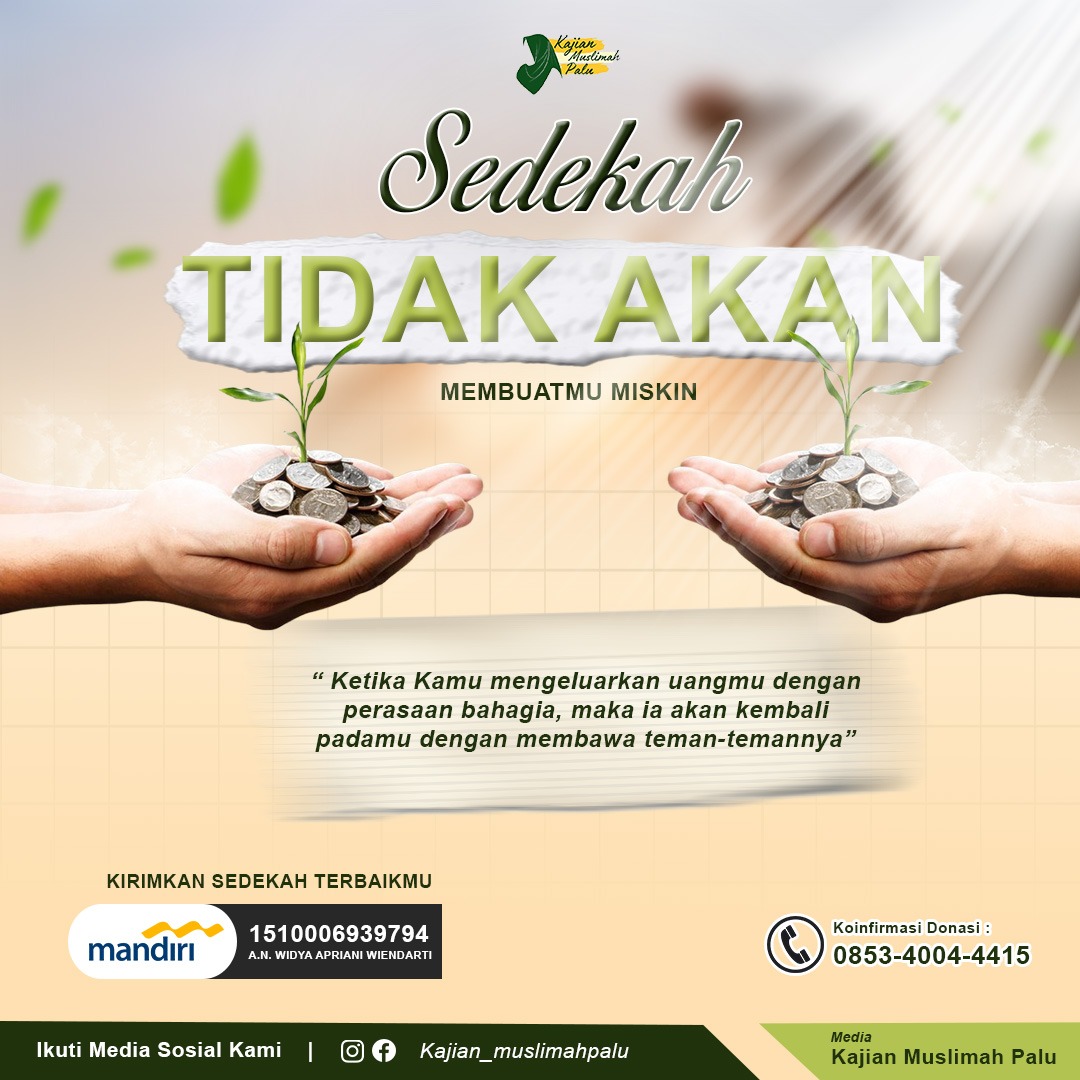 Kajian
Muslimah
Palu
Sedekah
TIDAK AKAN
MEMBUATMU MISKIN
“ Ketika Kamu mengeluarkan uangmu dengan
perasaan bahagia, maka ia akan kembali
padamu dengan membawa teman-temannya”
KIRIMKAN SEDEKAH TERBAIKMU
mandiri
1510006939794
A.N. WIDYA APRIANI WIENDARTI
Koinfirmasi Donasi :
0853-4004-4415
Ikuti Media Sosial Kami | Kajian_muslimahpalu
Media
Kajian Muslimah Palu